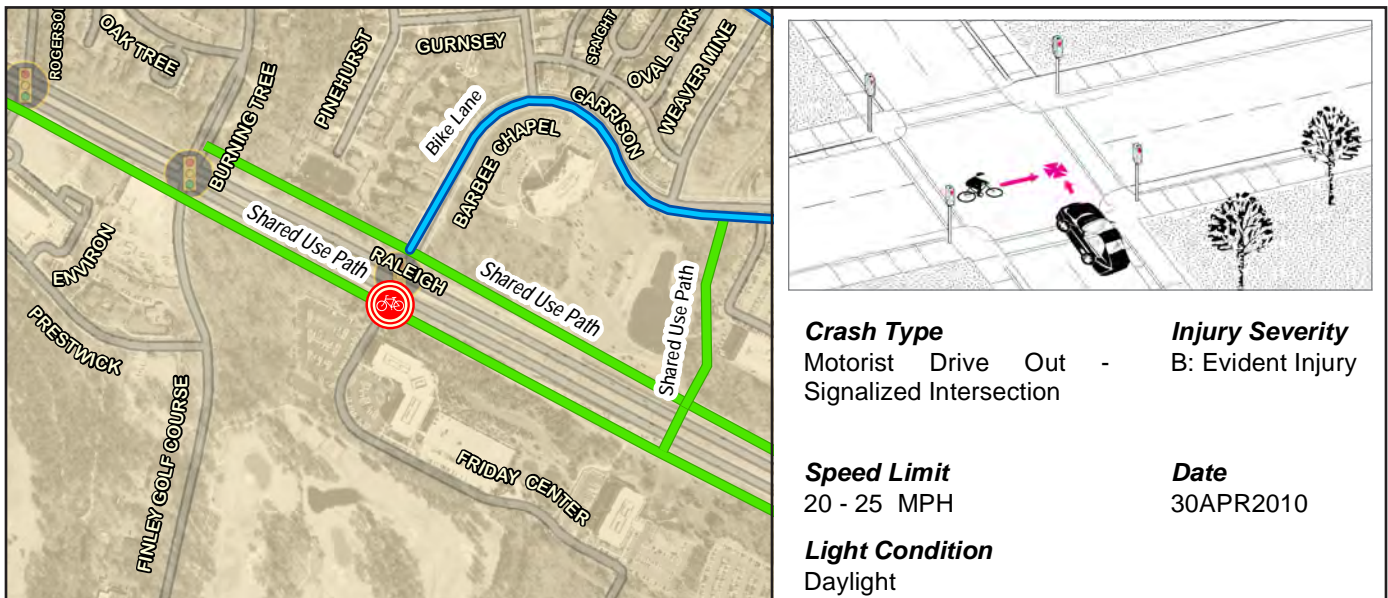 ROGERSON
OAK TREE
BURNING TREE
PINEHURST
GURNSEY
SPAIGHT
OVAL PARK
WEAVER MINE
GARRISON
Bike Lane
BARBEE CHAPEL
Shared Use Path
RALEIGH
Shared Use Path
Shared Use Path
ENVIRON
PRESTWICK
FINLEY GOLF COURSE
FRIDAY CENTER
Crash Type
Motorist Drive Out -
Signalized Intersection
Injury Severity
B: Evident Injury
Speed Limit
20 - 25 MPH
Date
30APR2010
Light Condition
Daylight